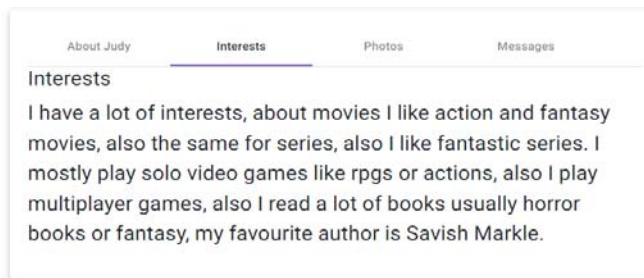 About Judy Interests Photos Messages
Interests
I have a lot of interests, about movies I like action and fantasy
movies, also the same for series, also I like fantastic series. I
mostly play solo video games like rpgs or actions, also I play
multiplayer games, also I read a lot of books usually horror
books or fantasy, my favourite author is Savish Markle.